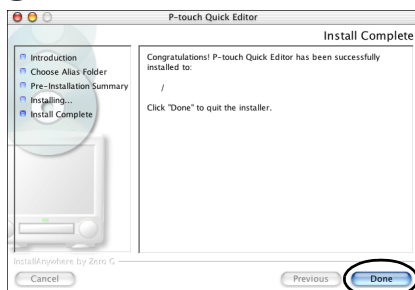 P-touch Quick Editor
Install Complete
Introduction
Choose Alias Folder
Pre-Installation Summary
Installing...
Install Complete
Congratulations! P-touch Quick Editor has been successfully
installed to:
/
Click "Done" to quit the installer.
InstallAnywhere by Zero G
Cancel
Previous
Done